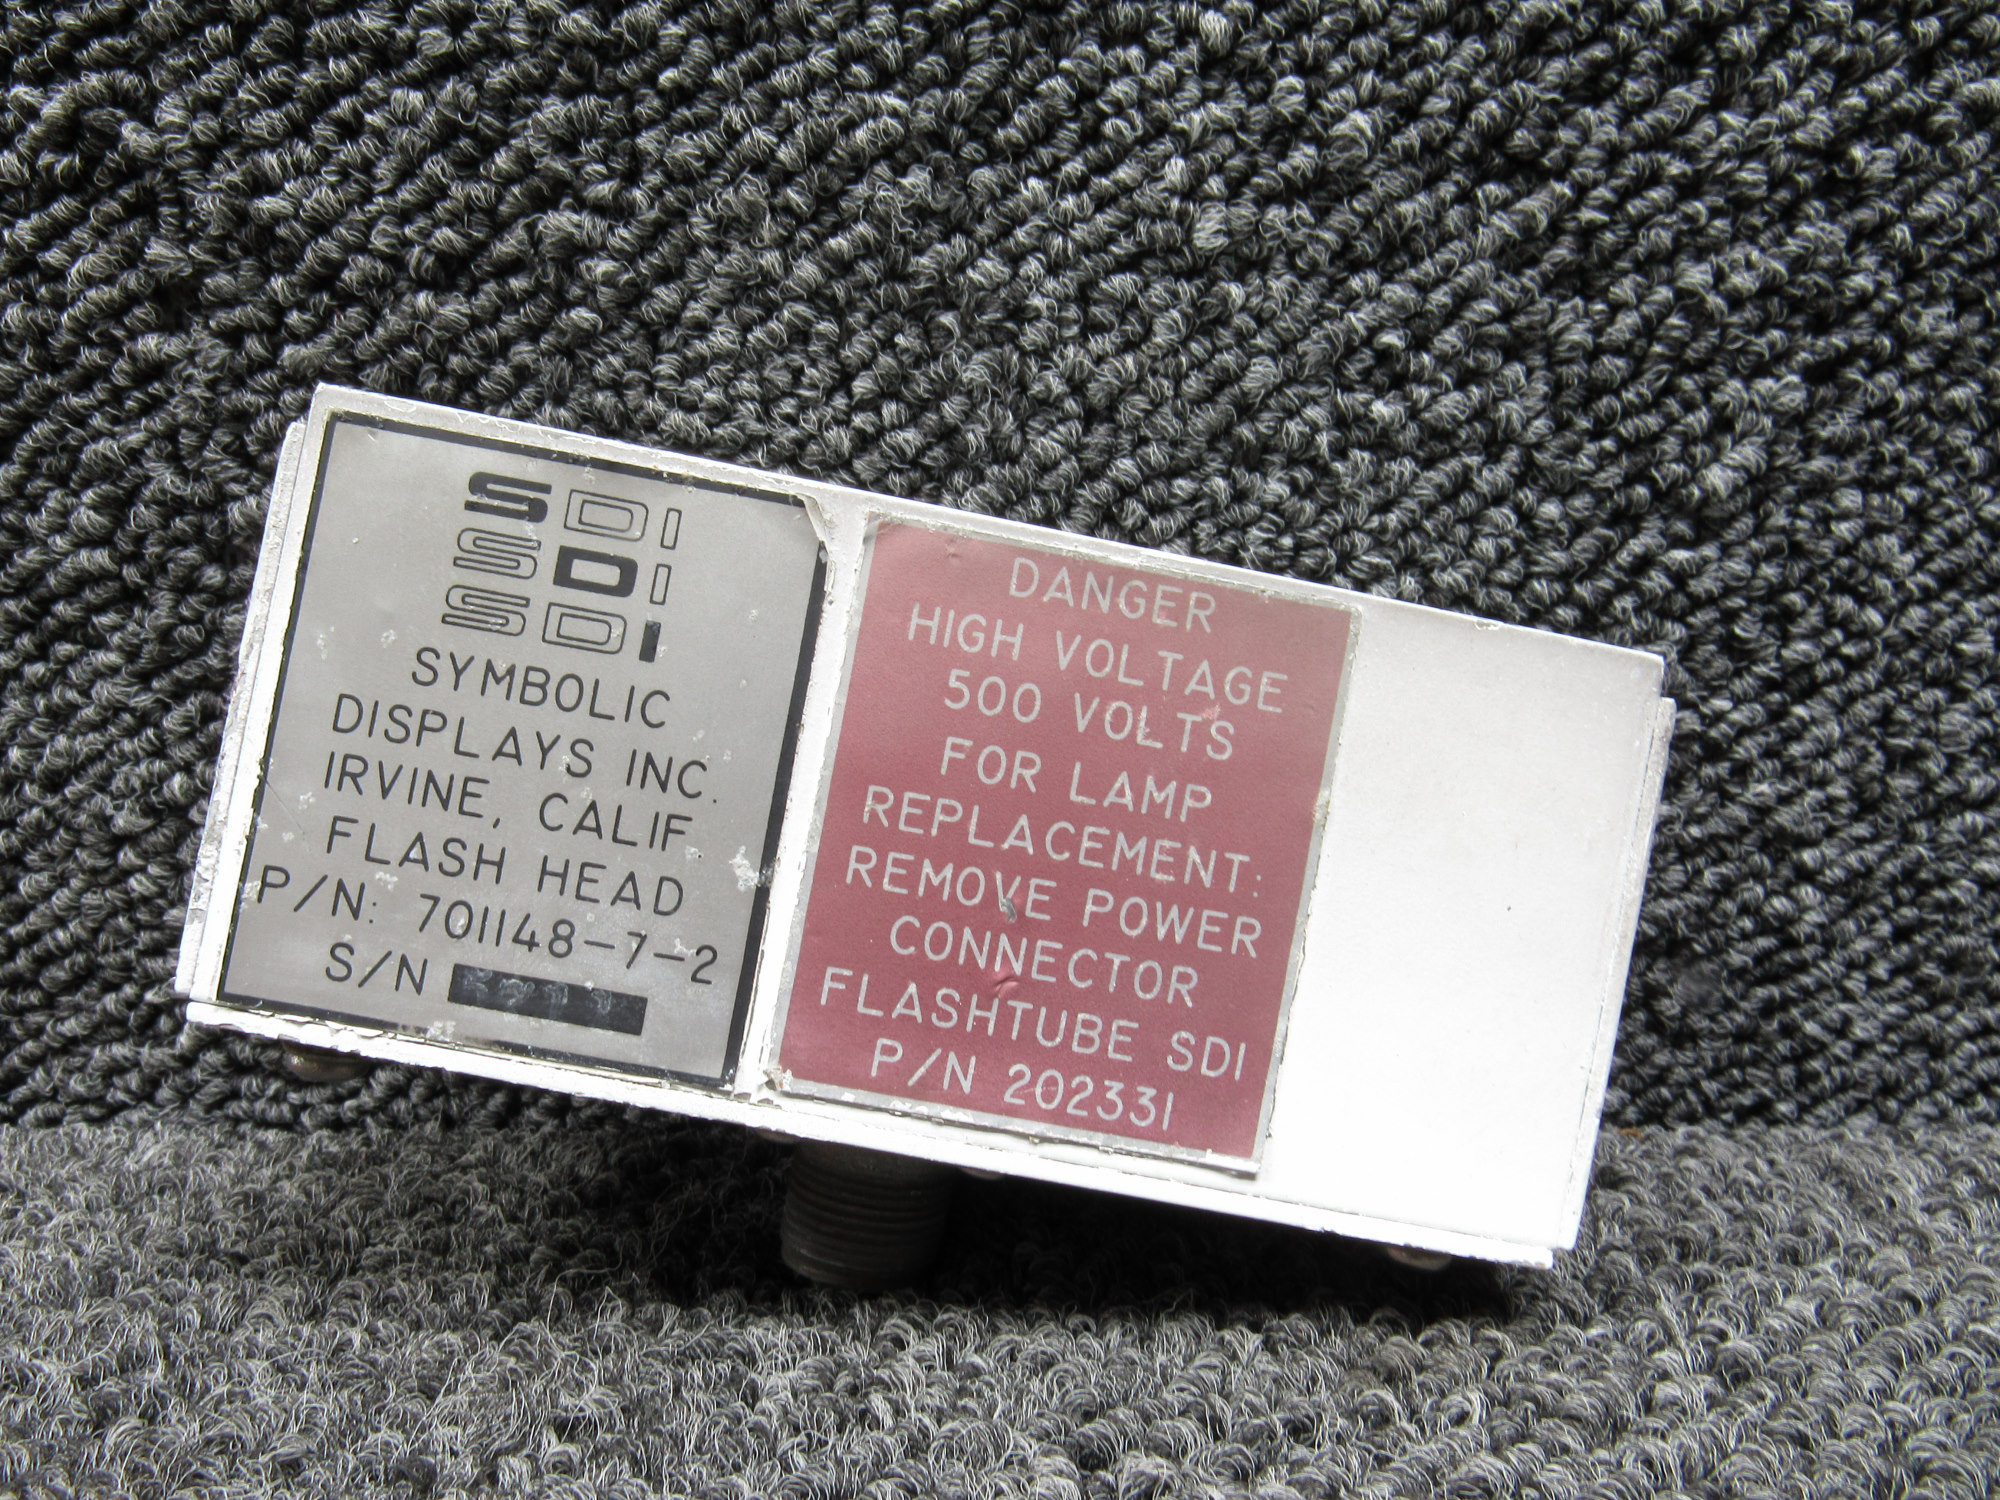 SDI
SDI
SDI
SYMBOLIC
DISPLAYS INC.
IRVINE, CALIF
FLASH HEAD
P/N: 701148-7-2
S/N
DANGER
HIGH VOLTAGE
500 VOLTS
FOR LAMP
REPLACEMENT:
REMOVE POWER
CONNECTOR
FLASHTUBE SDI
P/N 202331